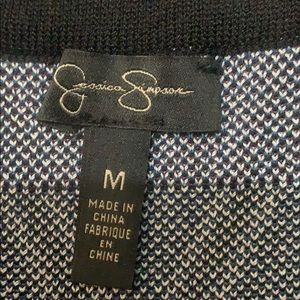 Jessica Simpson
M
MADE IN
CHINA
FABRIQUE
EN
CHINE